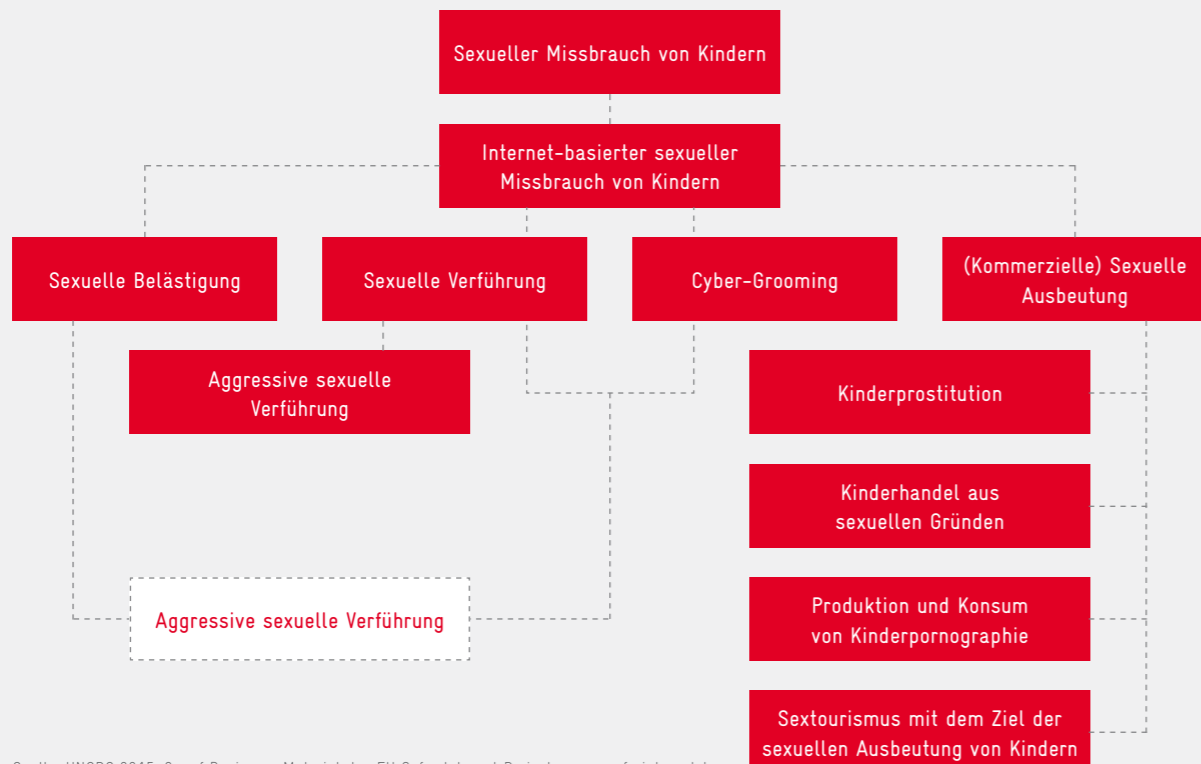 Sexueller Missbrauch von Kindern
Internet-basierter sexueller
Missbrauch von Kindern
Sexuelle Belästigung
Sexuelle Verführung
Cyber-Grooming
(Kommerzielle) Sexuelle
Ausbeutung
Aggressive sexuelle
Verführung
Kinderprostitution
Kinderhandel aus
sexuellen Gründen
Aggressive sexuelle Verführung
Produktion und Konsum
von Kinderpornographie
Sextourismus mit dem Ziel der
sexuellen Ausbeutung von Kindern